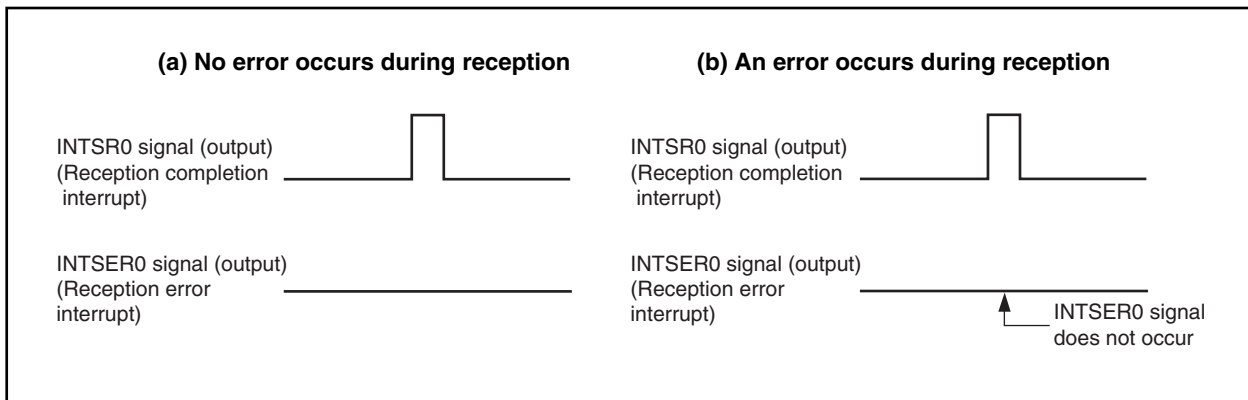 (a) No error occurs during reception
INTSR0 signal (output)
(Reception completion
interrupt)
INTSER0 signal (output)
(Reception error
interrupt)
(b) An error occurs during reception
INTSR0 signal (output)
(Reception completion
interrupt)
INTSER0 signal (output)
(Reception error
interrupt)
INTSER0 signal
does not occur